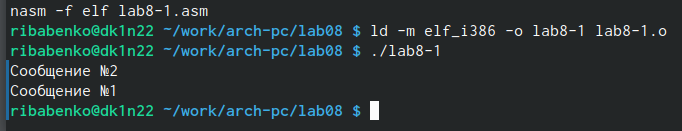 nasm -f elf lab8-1.asm
ribabenko@dk1n22 ~/work/arch-pc/lab08 $ ld -m elf_i386 -o lab8-1 lab8-1.o
ribabenko@dk1n22 ~/work/arch-pc/lab08 $ ./lab8-1
Сообщение №2
Сообщение №1
ribabenko@dk1n22 ~/work/arch-pc/lab08 $